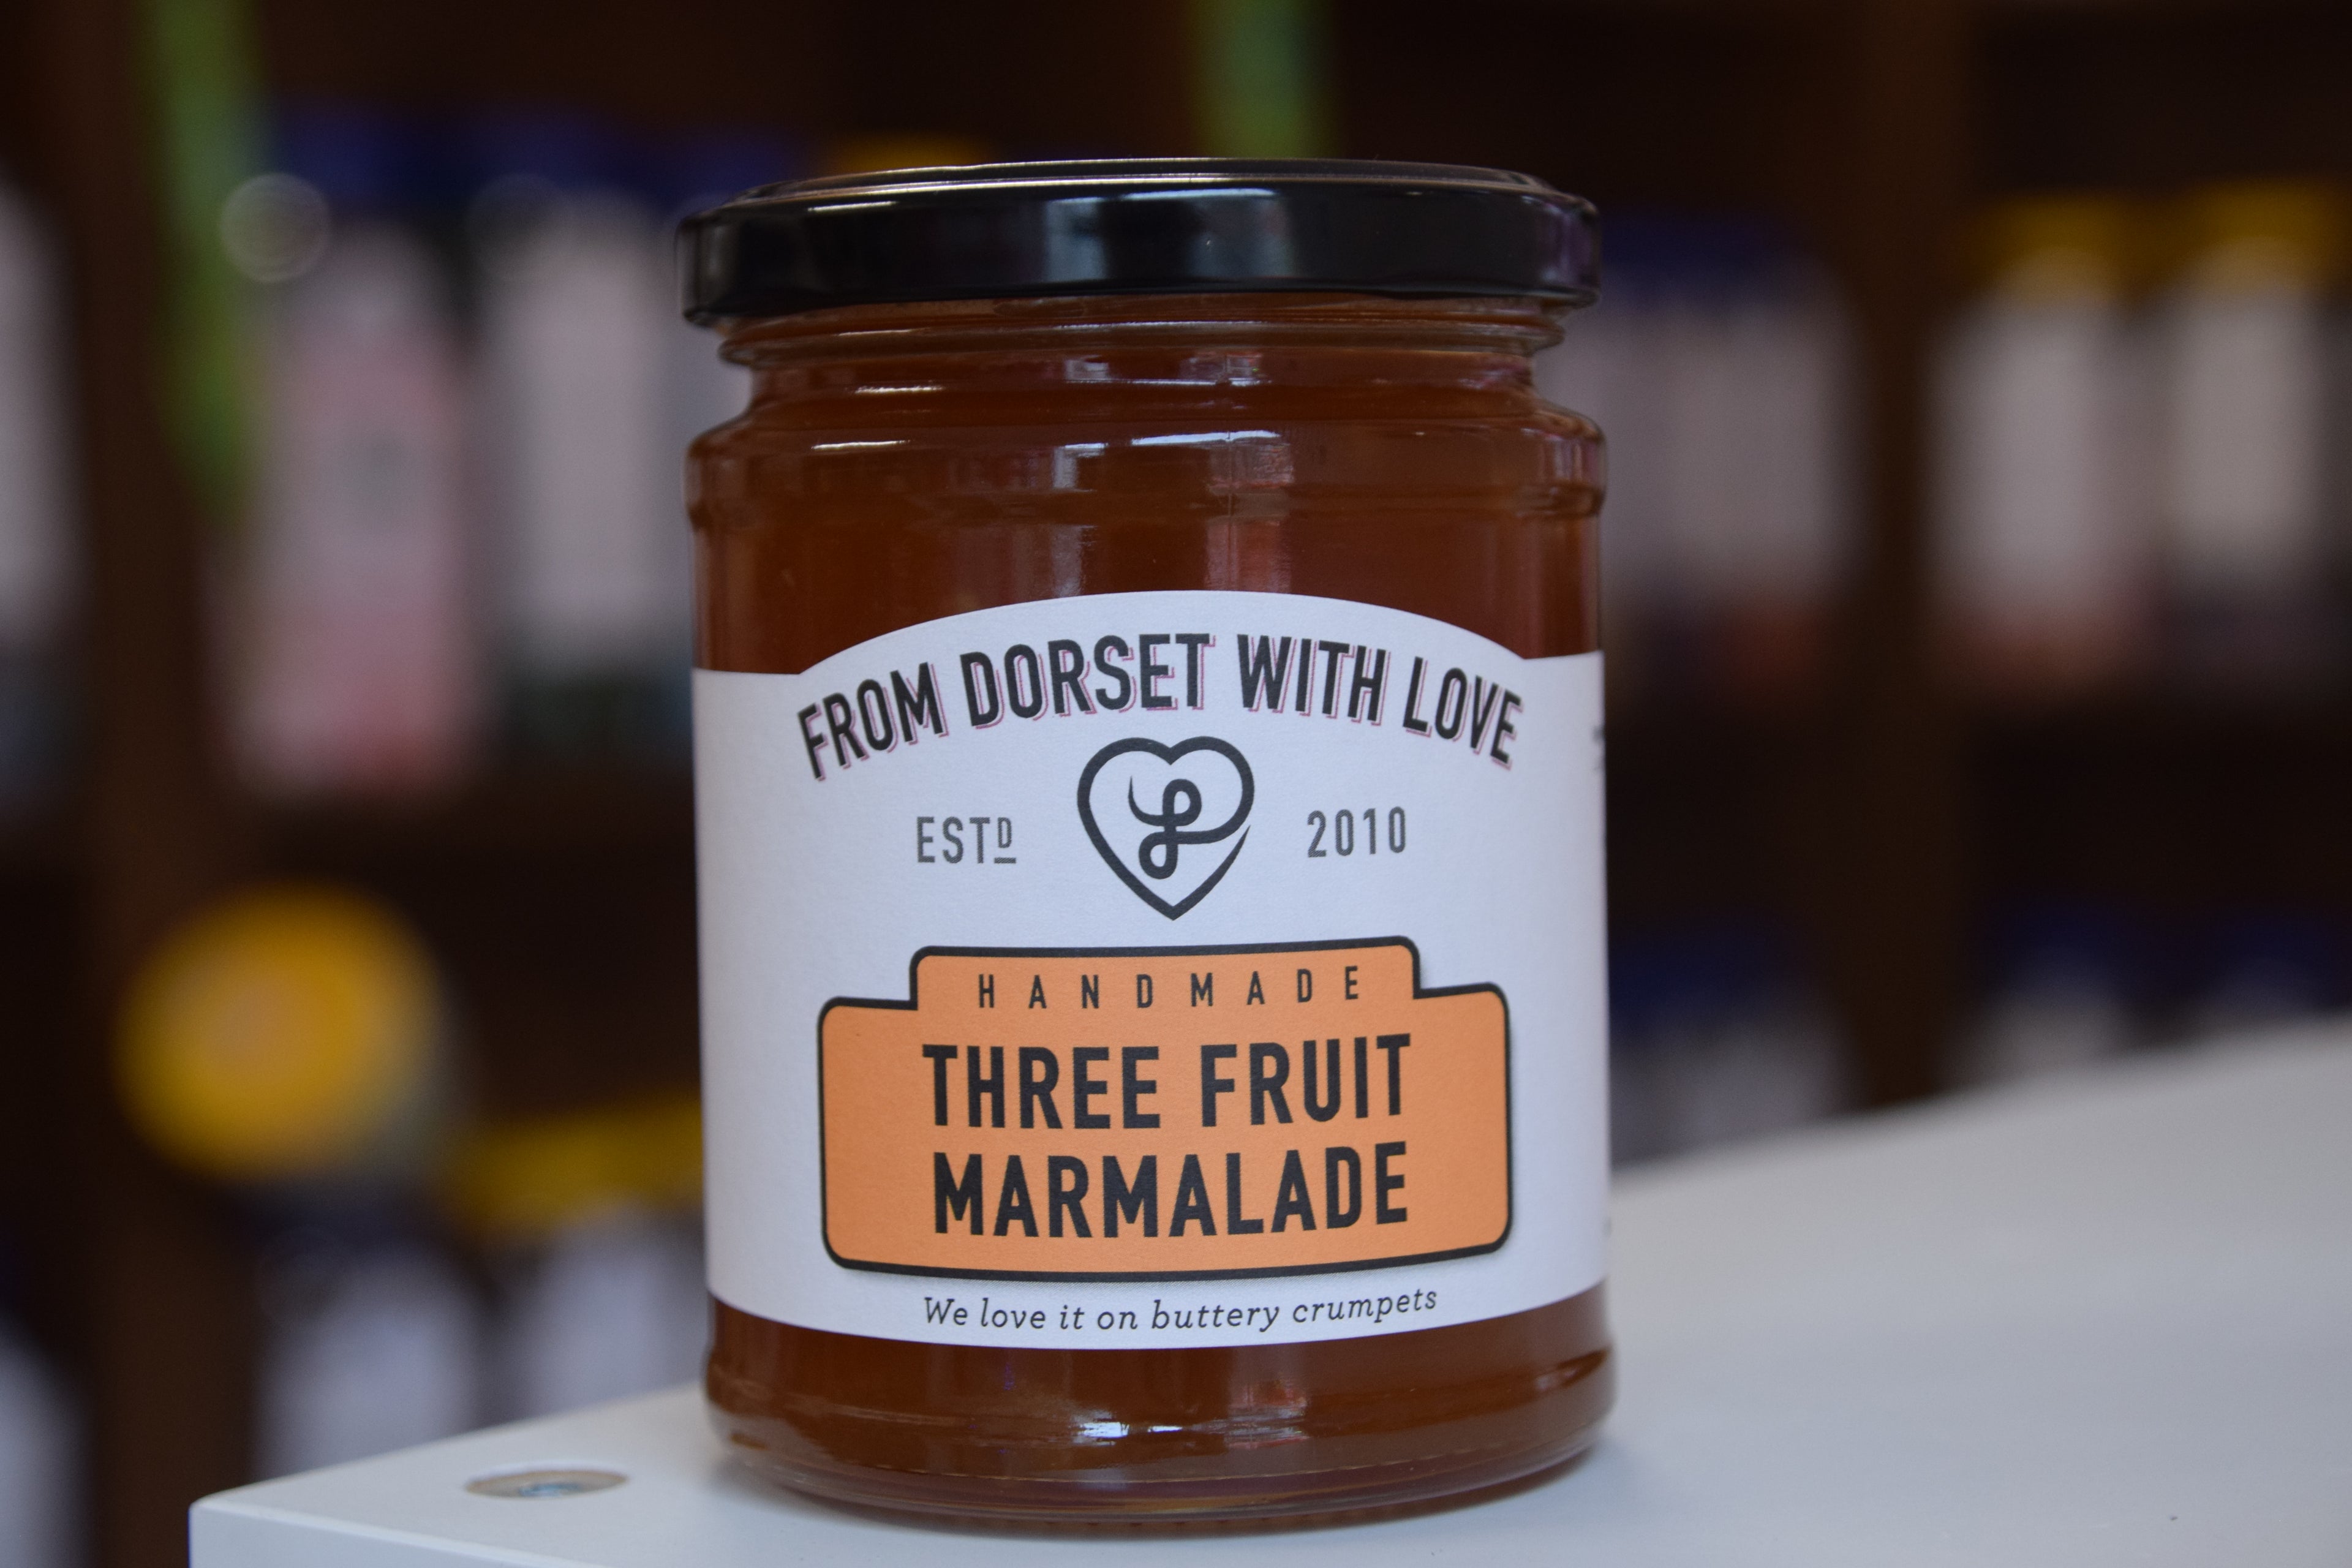 FROM DORSET WITH LOVE
ESTD 2010
HANDMADE
THREE FRUIT
MARMALADE
We love it on buttery crumpets